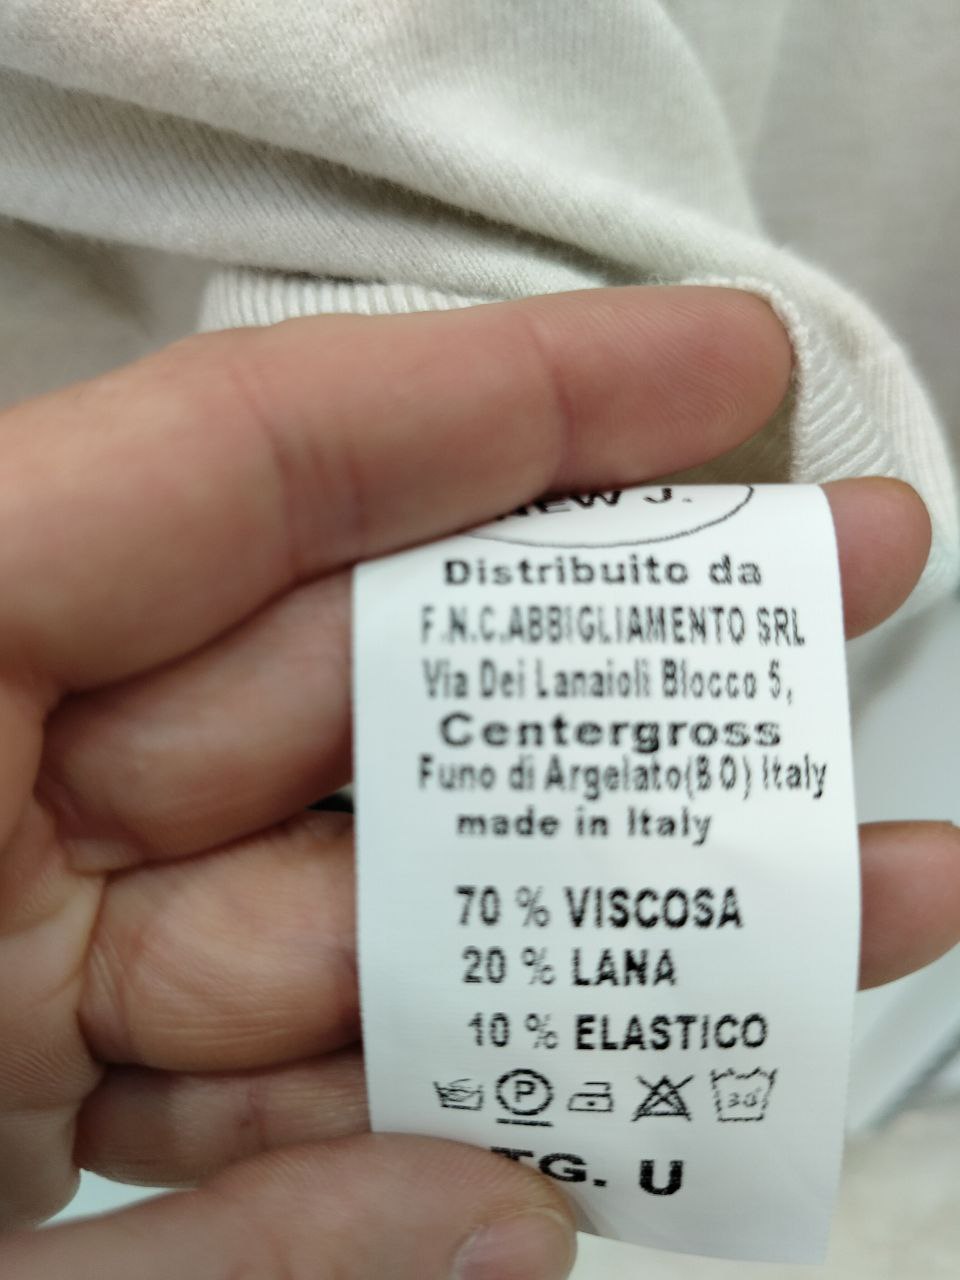 NEW J.
Distribuito da
F.N.C.ABBIGLIAMENTO SRL
Via Dei Lanaioli Blocco 5,
Centergross
Funo di Argelato(BO) Italy
made in Italy
70 % VISCOSA
20 % LANA
10 % ELASTICO
P 30°
TG. U